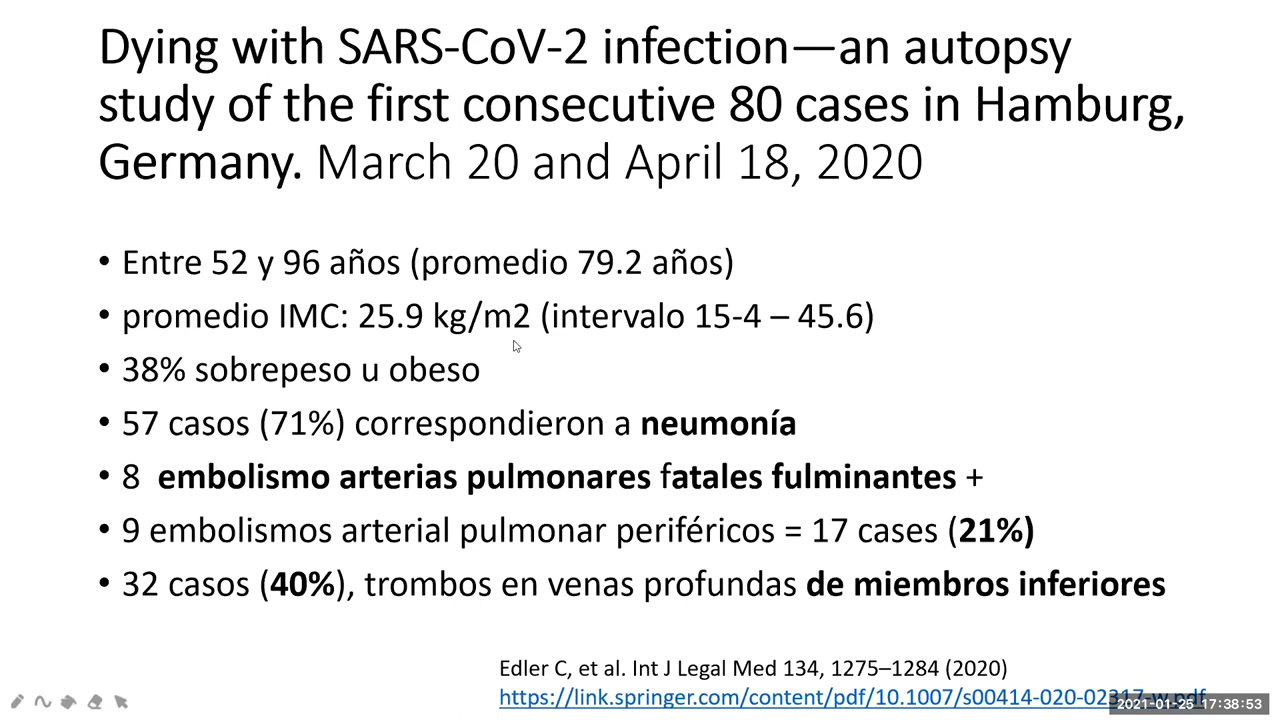 Dying with SARS-CoV-2 infection—an autopsy
study of the first consecutive 80 cases in Hamburg,
Germany. March 20 and April 18, 2020
• Entre 52 y 96 años (promedio 79.2 años)
• promedio IMC: 25.9 kg/m2 (intervalo 15-4 – 45.6)
• 38% sobrepeso u obeso
• 57 casos (71%) correspondieron a neumonía
• 8 embolismo arterias pulmonares fatales fulminantes +
• 9 embolismos arterial pulmonar periféricos = 17 cases (21%)
• 32 casos (40%), trombos en venas profundas de miembros inferiores
Edler C, et al. Int J Legal Med 134, 1275–1284 (2020)
https://link.springer.com/content/pdf/10.1007/s00414-020-02317-w.pdf
2021-01-25 17:38:53